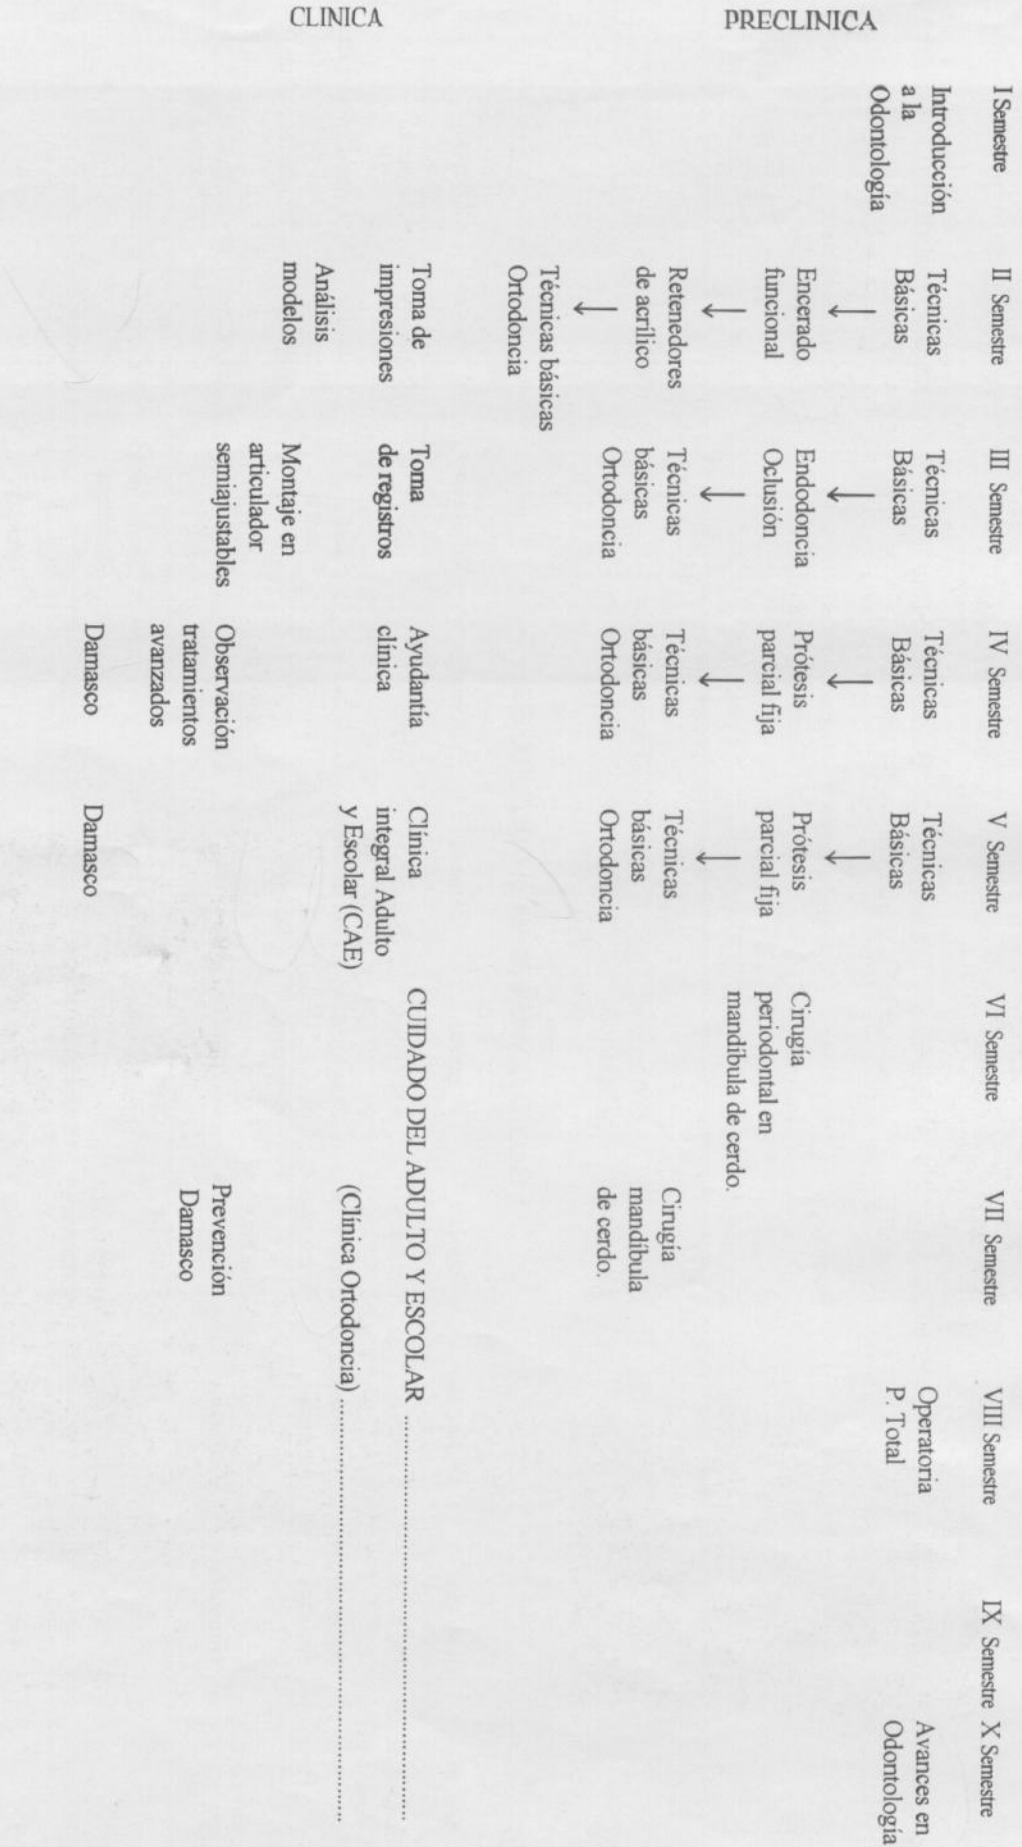 PRECLINICA
CLINICA
I Semestre
Introducción
a la
Odontología
II Semestre
Técnicas
Básicas
Encerado
funcional
Retenedores
de acrílico
Técnicas básicas
Ortodoncia
Toma de
impresiones
Análisis
modelos
III Semestre
Técnicas
Básicas
Endodoncia
Oclusión
Técnicas
básicas
Ortodoncia
Toma
de registros
Montaje en
articulador
semiajustables
IV Semestre
Técnicas
Básicas
Prótesis
parcial fija
Técnicas
básicas
Ortodoncia
Ayudantía
clínica
Observación
tratamientos
avanzados
Damasco
V Semestre
Técnicas
Básicas
Prótesis
parcial fija
Técnicas
básicas
Ortodoncia
Clínica
integral Adulto
y Escolar (CAE)
Damasco
VI Semestre
Cirugía
periodontal en
mandíbula de cerdo.
CUIDADO DEL ADULTO Y ESCOLAR ........................................................................
(Clínica Ortodoncia) ........................................................................
VII Semestre
Cirugía
mandíbula
de cerdo.
Prevención
Damasco
VIII Semestre
Operatoria
P. Total
IX Semestre
X Semestre
Avances en
Odontología